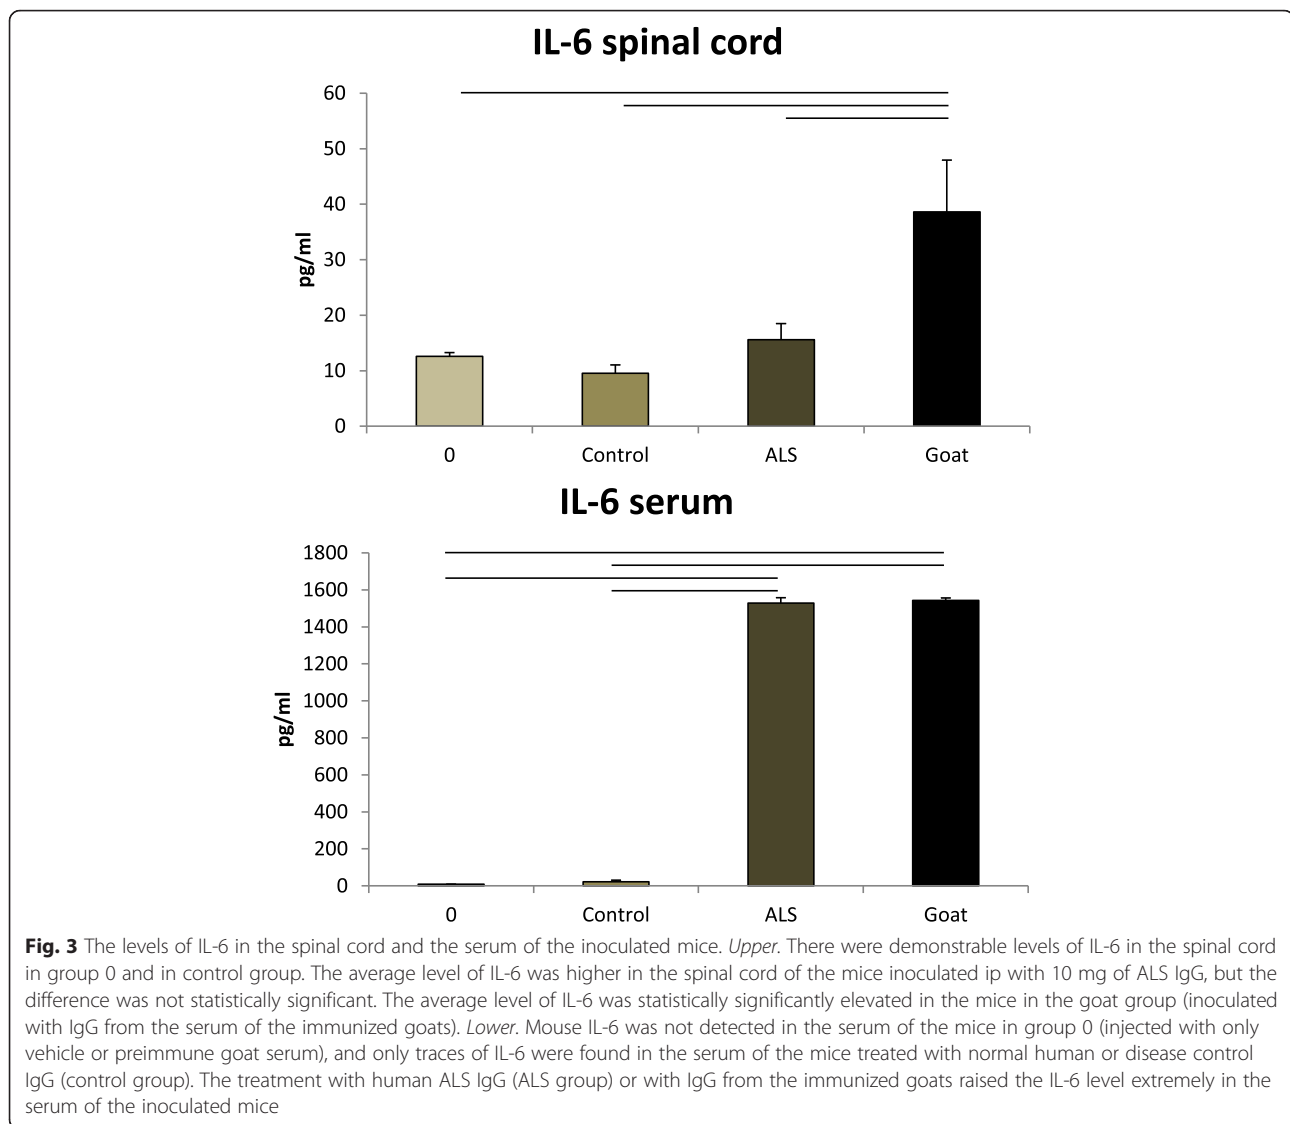 IL-6 spinal cord
60
50
40
30
20
10
0
pg/ml
0 Control ALS Goat
IL-6 serum
1800
1600
1400
1200
1000
800
600
400
200
0
pg/ml
0 Control ALS Goat
Fig. 3 The levels of IL-6 in the spinal cord and the serum of the inoculated mice. Upper. There were demonstrable levels of IL-6 in the spinal cord
in group 0 and in control group. The average level of IL-6 was higher in the spinal cord of the mice inoculated ip with 10 mg of ALS IgG, but the
difference was not statistically significant. The average level of IL-6 was statistically significantly elevated in the mice in the goat group (inoculated
with IgG from the serum of the immunized goats). Lower. Mouse IL-6 was not detected in the serum of the mice in group 0 (injected with only
vehicle or preimmune goat serum), and only traces of IL-6 were found in the serum of the mice treated with normal human or disease control
IgG (control group). The treatment with human ALS IgG (ALS group) or with IgG from the immunized goats raised the IL-6 level extremely in the
serum of the inoculated mice